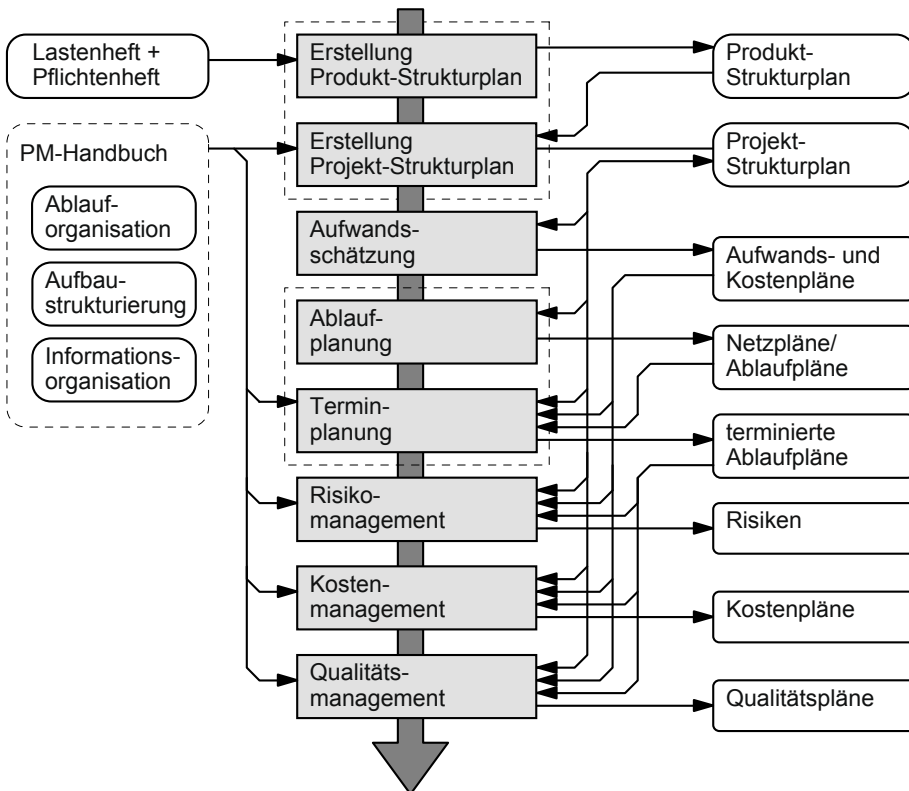 Lastenheft +
Pflichtenheft
Erstellung
Produkt-Strukturplan
Produkt-
Strukturplan
PM-Handbuch
Erstellung
Projekt-Strukturplan
Projekt-
Strukturplan
Ablauf-
organisation
Aufbau-
strukturierung
Informations-
organisation
Aufwands-
schätzung
Aufwands- und
Kostenpläne
Ablauf-
planung
Netzpläne/
Ablaufpläne
Termin-
planung
terminierte
Ablaufpläne
Risiko-
management
Risiken
Kosten-
management
Kostenpläne
Qualitäts-
management
Qualitätspläne